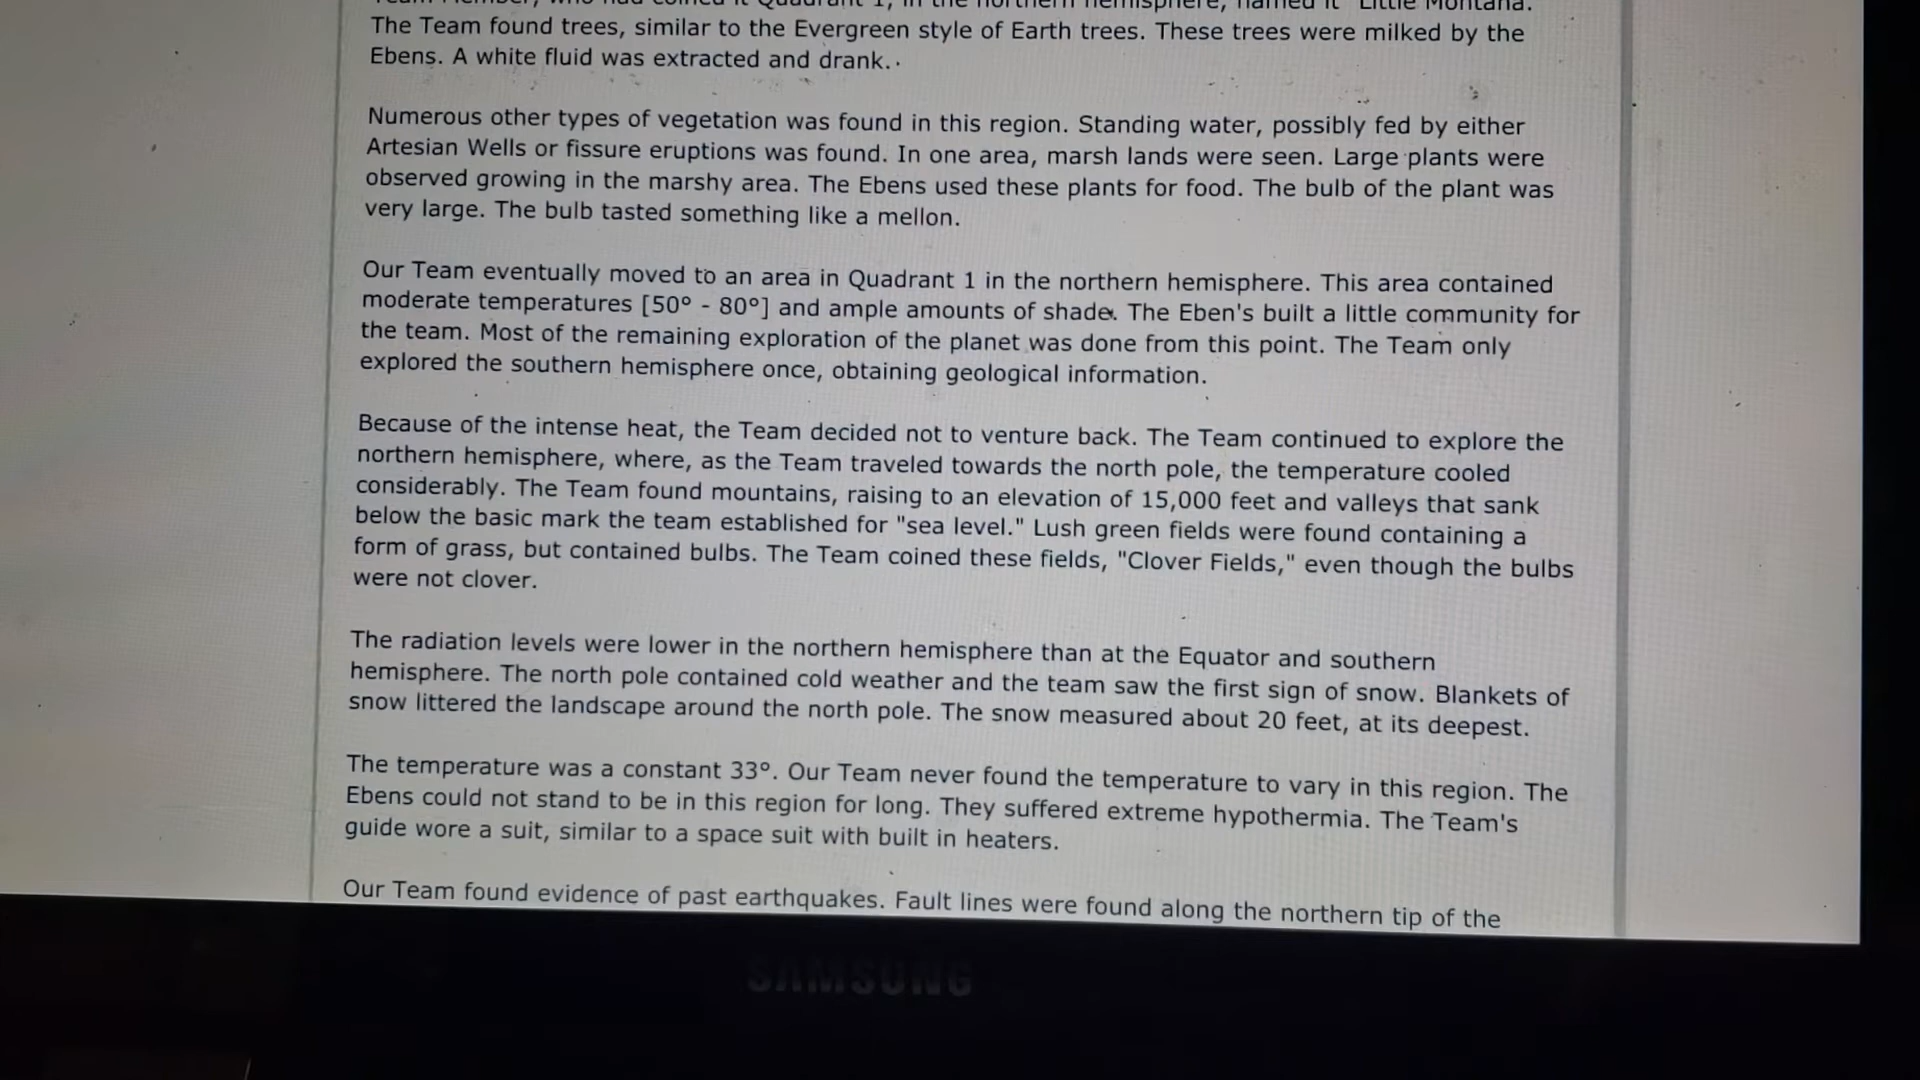 Team Member, who had coined it Quadrant 1, in the northern hemisphere, named it "Little Montana."
The Team found trees, similar to the Evergreen style of Earth trees. These trees were milked by the
Ebens. A white fluid was extracted and drank.
Numerous other types of vegetation was found in this region. Standing water, possibly fed by either
Artesian Wells or fissure eruptions was found. In one area, marsh lands were seen. Large plants were
observed growing in the marshy area. The Ebens used these plants for food. The bulb of the plant was
very large. The bulb tasted something like a mellon.
Our Team eventually moved to an area in Quadrant 1 in the northern hemisphere. This area contained
moderate temperatures [50° - 80°] and ample amounts of shade. The Eben's built a little community for
the team. Most of the remaining exploration of the planet was done from this point. The Team only
explored the southern hemisphere once, obtaining geological information.
Because of the intense heat, the Team decided not to venture back. The Team continued to explore the
northern hemisphere, where, as the Team traveled towards the north pole, the temperature cooled
considerably. The Team found mountains, raising to an elevation of 15,000 feet and valleys that sank
below the basic mark the team established for "sea level." Lush green fields were found containing a
form of grass, but contained bulbs. The Team coined these fields, "Clover Fields," even though the bulbs
were not clover.
The radiation levels were lower in the northern hemisphere than at the Equator and southern
hemisphere. The north pole contained cold weather and the team saw the first sign of snow. Blankets of
snow littered the landscape around the north pole. The snow measured about 20 feet, at its deepest.
The temperature was a constant 33°. Our Team never found the temperature to vary in this region. The
Ebens could not stand to be in this region for long. They suffered extreme hypothermia. The Team's
guide wore a suit, similar to a space suit with built in heaters.
Our Team found evidence of past earthquakes. Fault lines were found along the northern tip of the
SAMSUNG